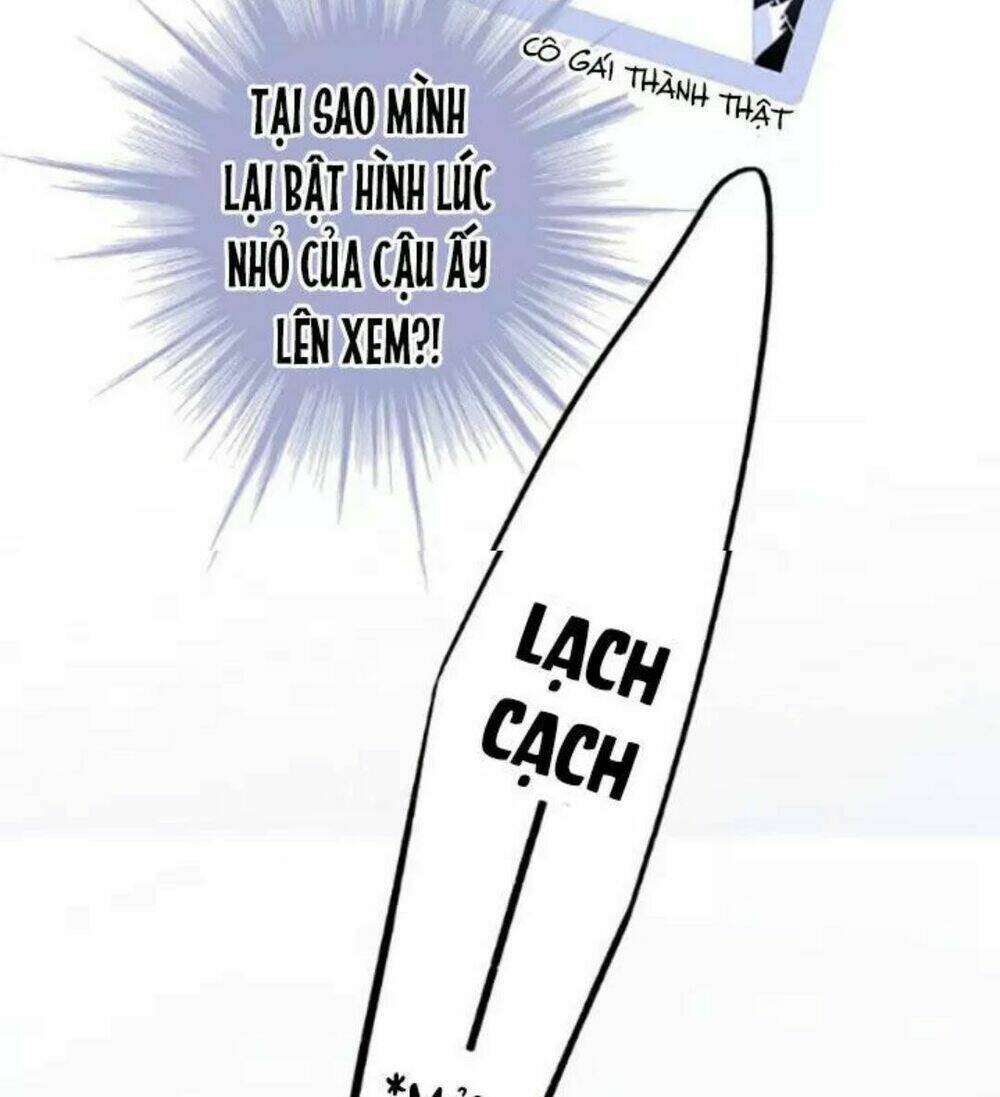 CÔ GÁI THÀNH THẬT
TẠI SAO MÌNH
LẠI BẬT HÌNH LÚC
NHỎ CỦA CẬU ẤY
LÊN XEM?!
LẠCH
CẠCH